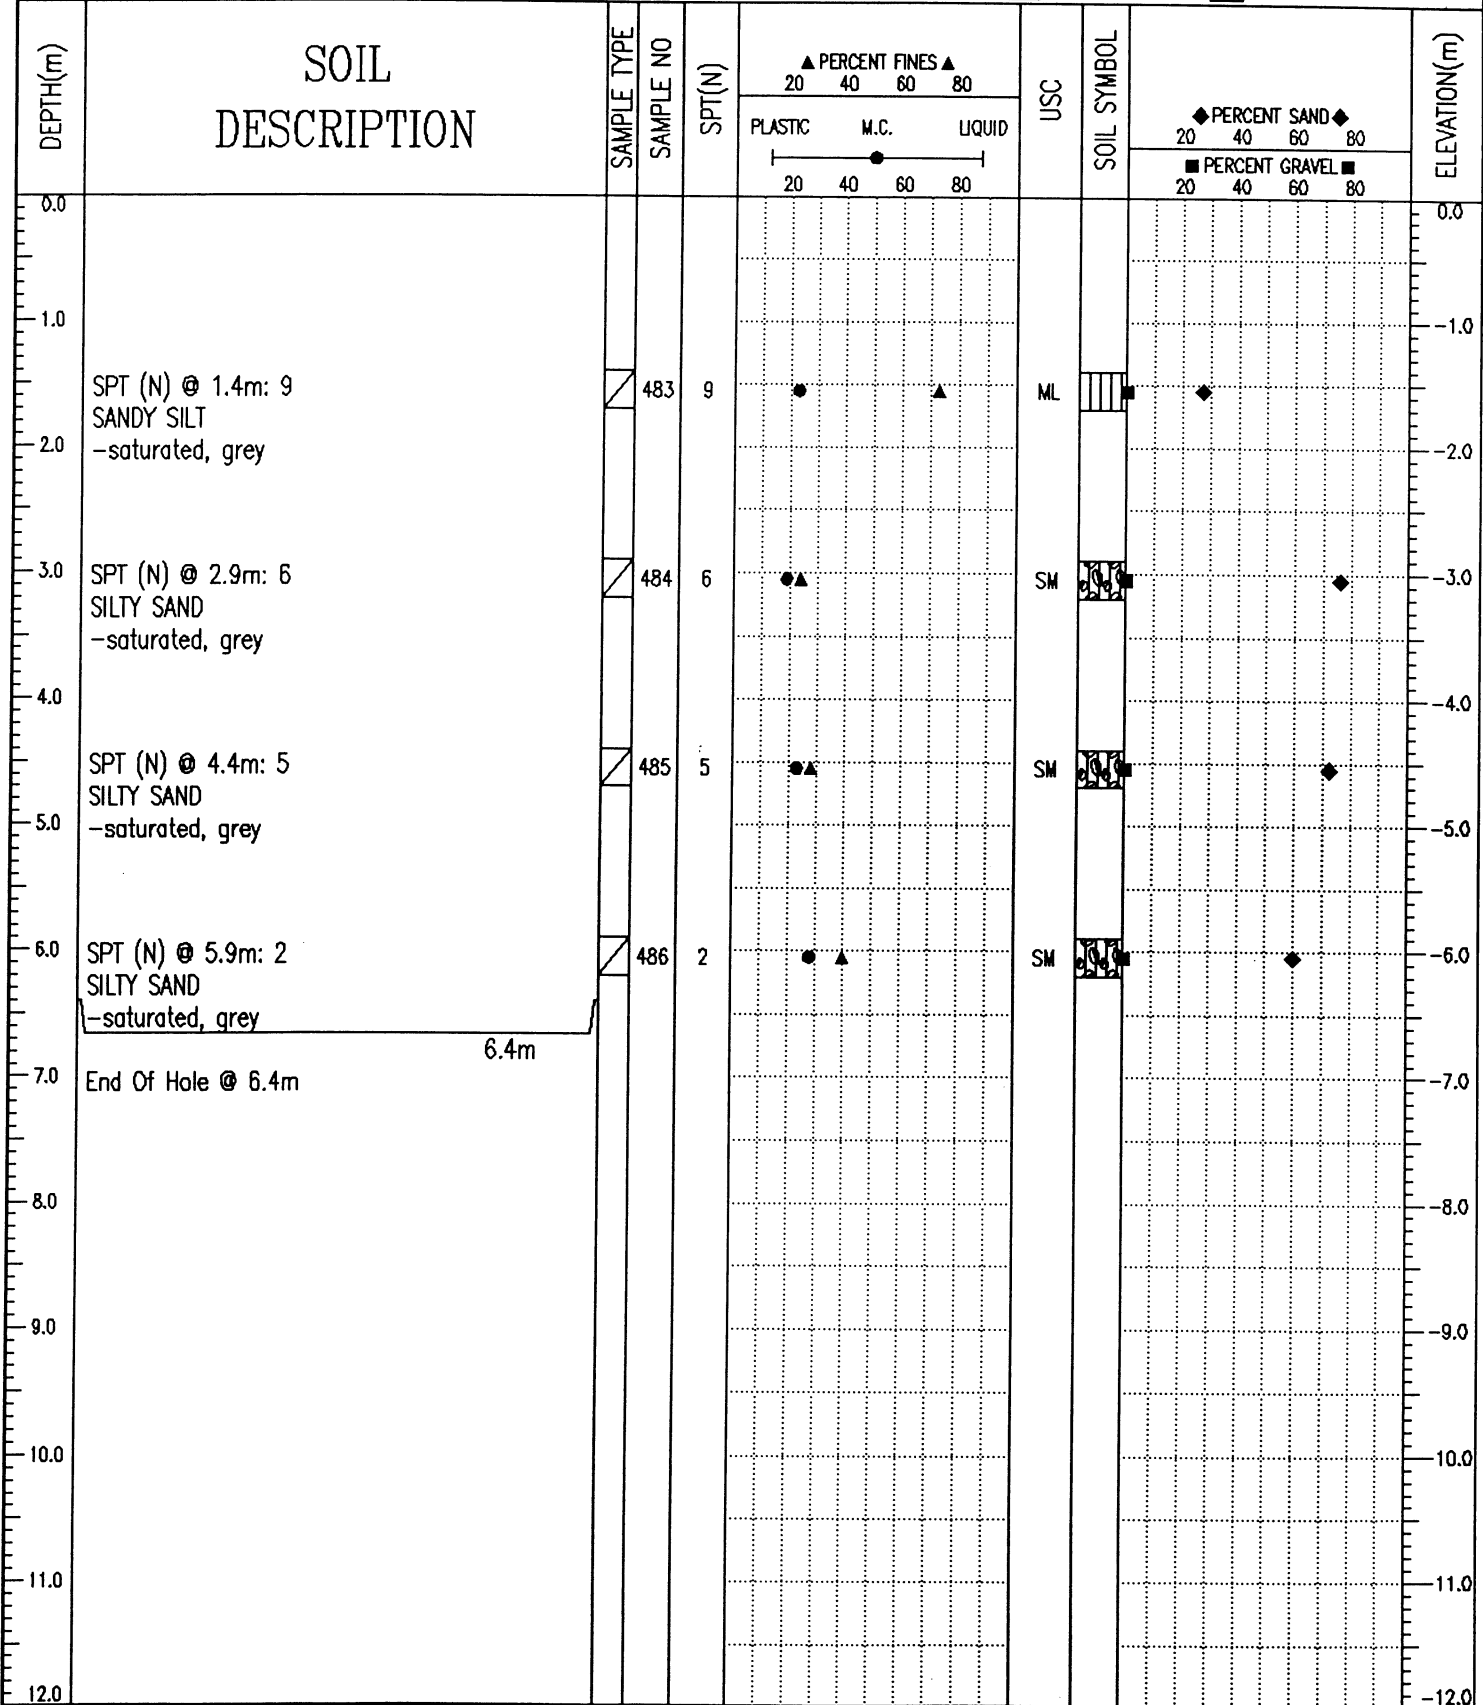 DEPTH(m)
SOIL
DESCRIPTION
SAMPLE TYPE
SAMPLE NO
SPT(N)
▲ PERCENT FINES ▲
20 40 60 80
PLASTIC M.C. LIQUID
20 40 60 80
USC
SOIL SYMBOL
◆PERCENT SAND◆
20 40 60 80
■ PERCENT GRAVEL■
20 40 60 80
ELEVATION(m)
0.0 0.0
1.0 -1.0
SPT (N) @ 1.4m: 9 483 9 ML
SANDY SILT
2.0 -saturated, grey -2.0
3.0 SPT (N) @ 2.9m: 6 484 6 SM -3.0
SILTY SAND
-saturated, grey
4.0 -4.0
SPT (N) @ 4.4m: 5 485 5 SM
SILTY SAND
5.0 -saturated, grey -5.0
6.0 SPT (N) @ 5.9m: 2 486 2 SM -6.0
SILTY SAND
-saturated, grey
6.4m
7.0 End Of Hole @ 6.4m -7.0
8.0 -8.0
9.0 -9.0
10.0 -10.0
11.0 -11.0
12.0 -12.0